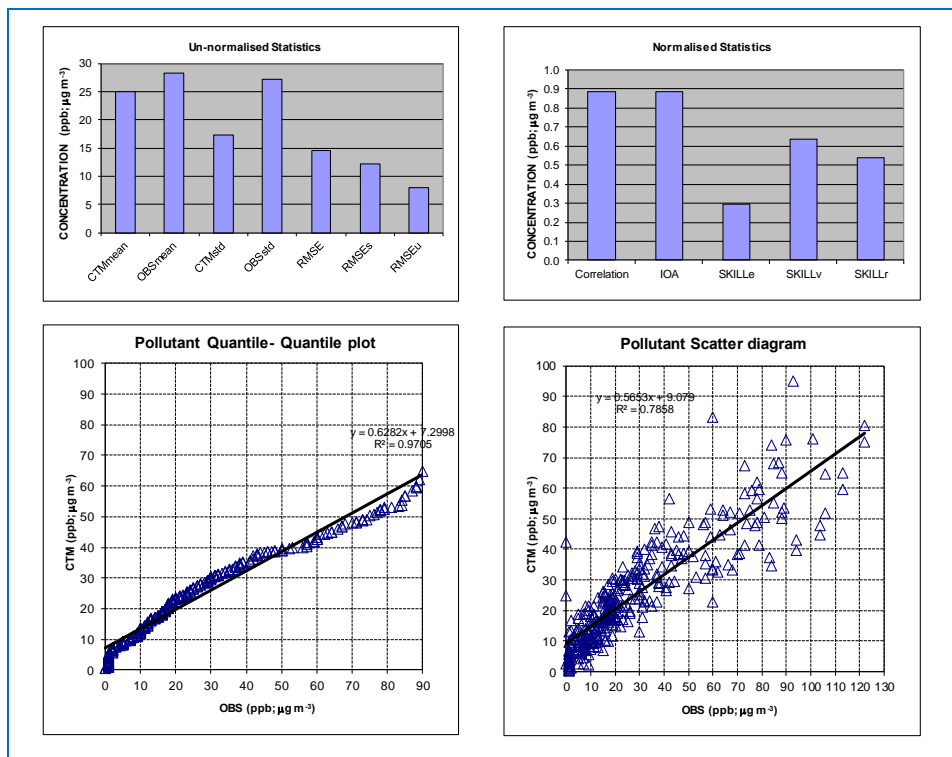 Un-normalised Statistics
CONCENTRATION (ppb; µg m-3)
30
25
20
15
10
5
0
CTMmean
OBSmean
CTMstd
OBSstd
RMSE
RMSEs
RMSEu
Normalised Statistics
CONCENTRATION (ppb; µg m-3)
1.0
0.9
0.8
0.7
0.6
0.5
0.4
0.3
0.2
0.1
0.0
Correlation
IOA
SKILLe
SKILLv
SKILLr
Pollutant Quantile- Quantile plot
CTM (ppb; µg m-3)
100
90
80
70
60
50
40
30
20
10
0
y = 0.6282x + 7.2998
R² = 0.9705
0 10 20 30 40 50 60 70 80 90
OBS (ppb; µg m-3)
Pollutant Scatter diagram
CTM (ppb; µg m-3)
100
90
80
70
60
50
40
30
20
10
0
y = 0.5653x + 9.079
R² = 0.7858
0 10 20 30 40 50 60 70 80 90 100 110 120 130
OBS (ppb; µg m-3)